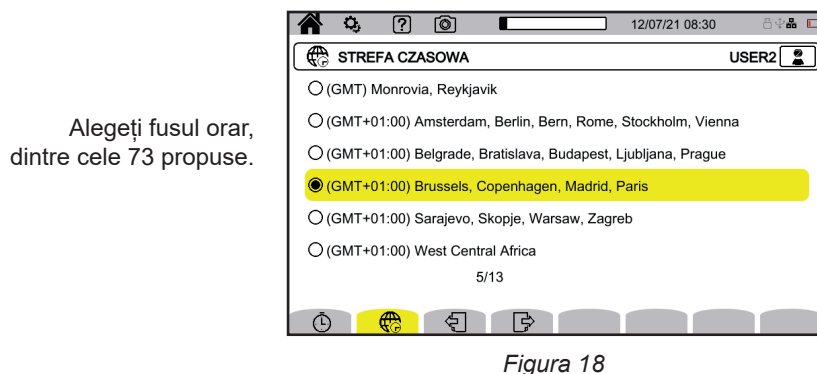 12/07/21 08:30
STREFA CZASOWA
USER2
(GMT) Monrovia, Reykjavik
(GMT+01:00) Amsterdam, Berlin, Bern, Rome, Stockholm, Vienna
Alegeți fusul orar,
dintre cele 73 propuse.
(GMT+01:00) Belgrade, Bratislava, Budapest, Ljubljana, Prague
(GMT+01:00) Brussels, Copenhagen, Madrid, Paris
(GMT+01:00) Sarajevo, Skopje, Warsaw, Zagreb
(GMT+01:00) West Central Africa
5/13
Figura 18